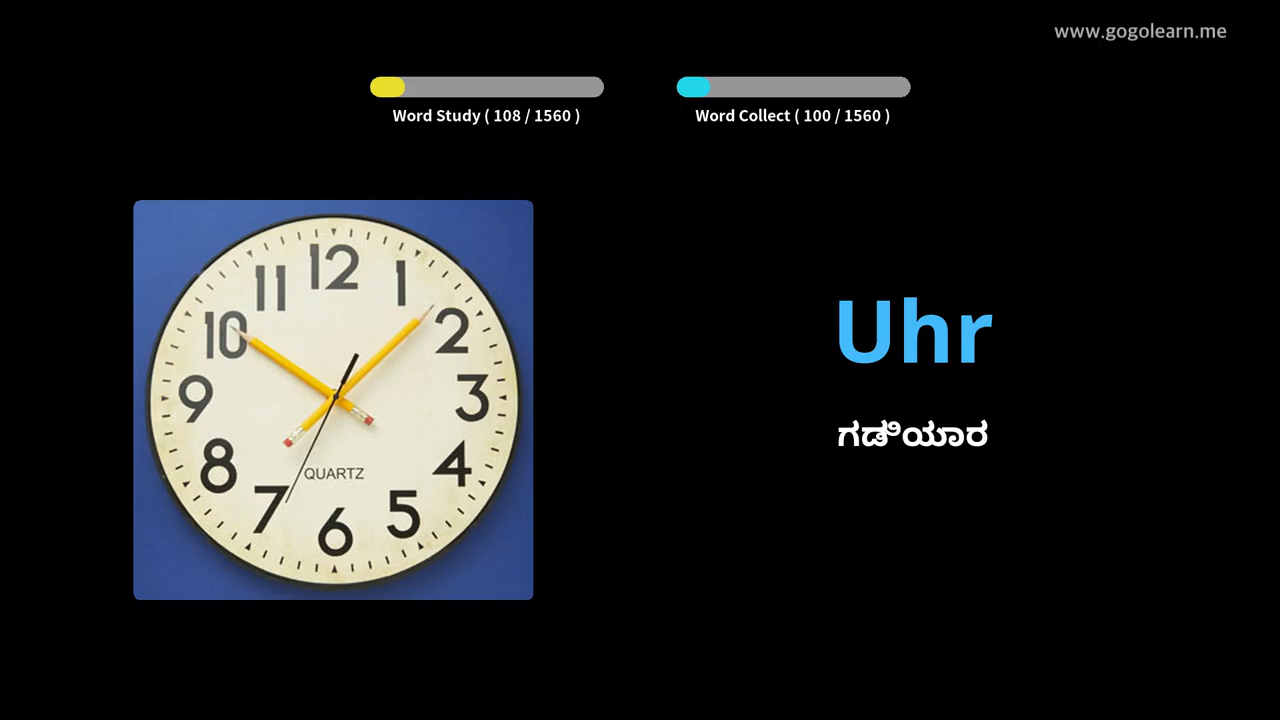 www.gogolearn.me
Word Study ( 108 / 1560 )
Word Collect ( 100 / 1560 )
12
11
1
10
2
9
3
8
4
QUARTZ
7
5
6
Uhr
ಗಡಿಯಾರ